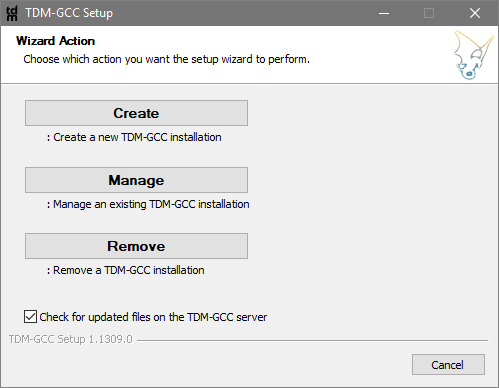 tdm TDM-GCC Setup
Wizard Action
Choose which action you want the setup wizard to perform.
Create
: Create a new TDM-GCC installation
Manage
: Manage an existing TDM-GCC installation
Remove
: Remove a TDM-GCC installation
Check for updated files on the TDM-GCC server
TDM-GCC Setup 1.1309.0
Cancel